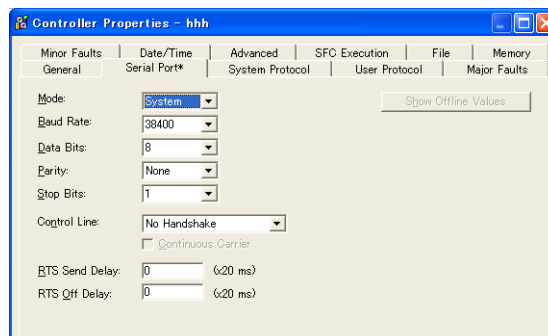 Controller Properties - hhh
Minor Faults Date/Time Advanced SFC Execution File Memory
General Serial Port* System Protocol User Protocol Major Faults
Mode: System Show Offline Values
Baud Rate: 38400
Data Bits: 8
Parity: None
Stop Bits: 1
Control Line: No Handshake
Continuous Carrier
RTS Send Delay: 0 (x20 ms)
RTS Off Delay: 0 (x20 ms)